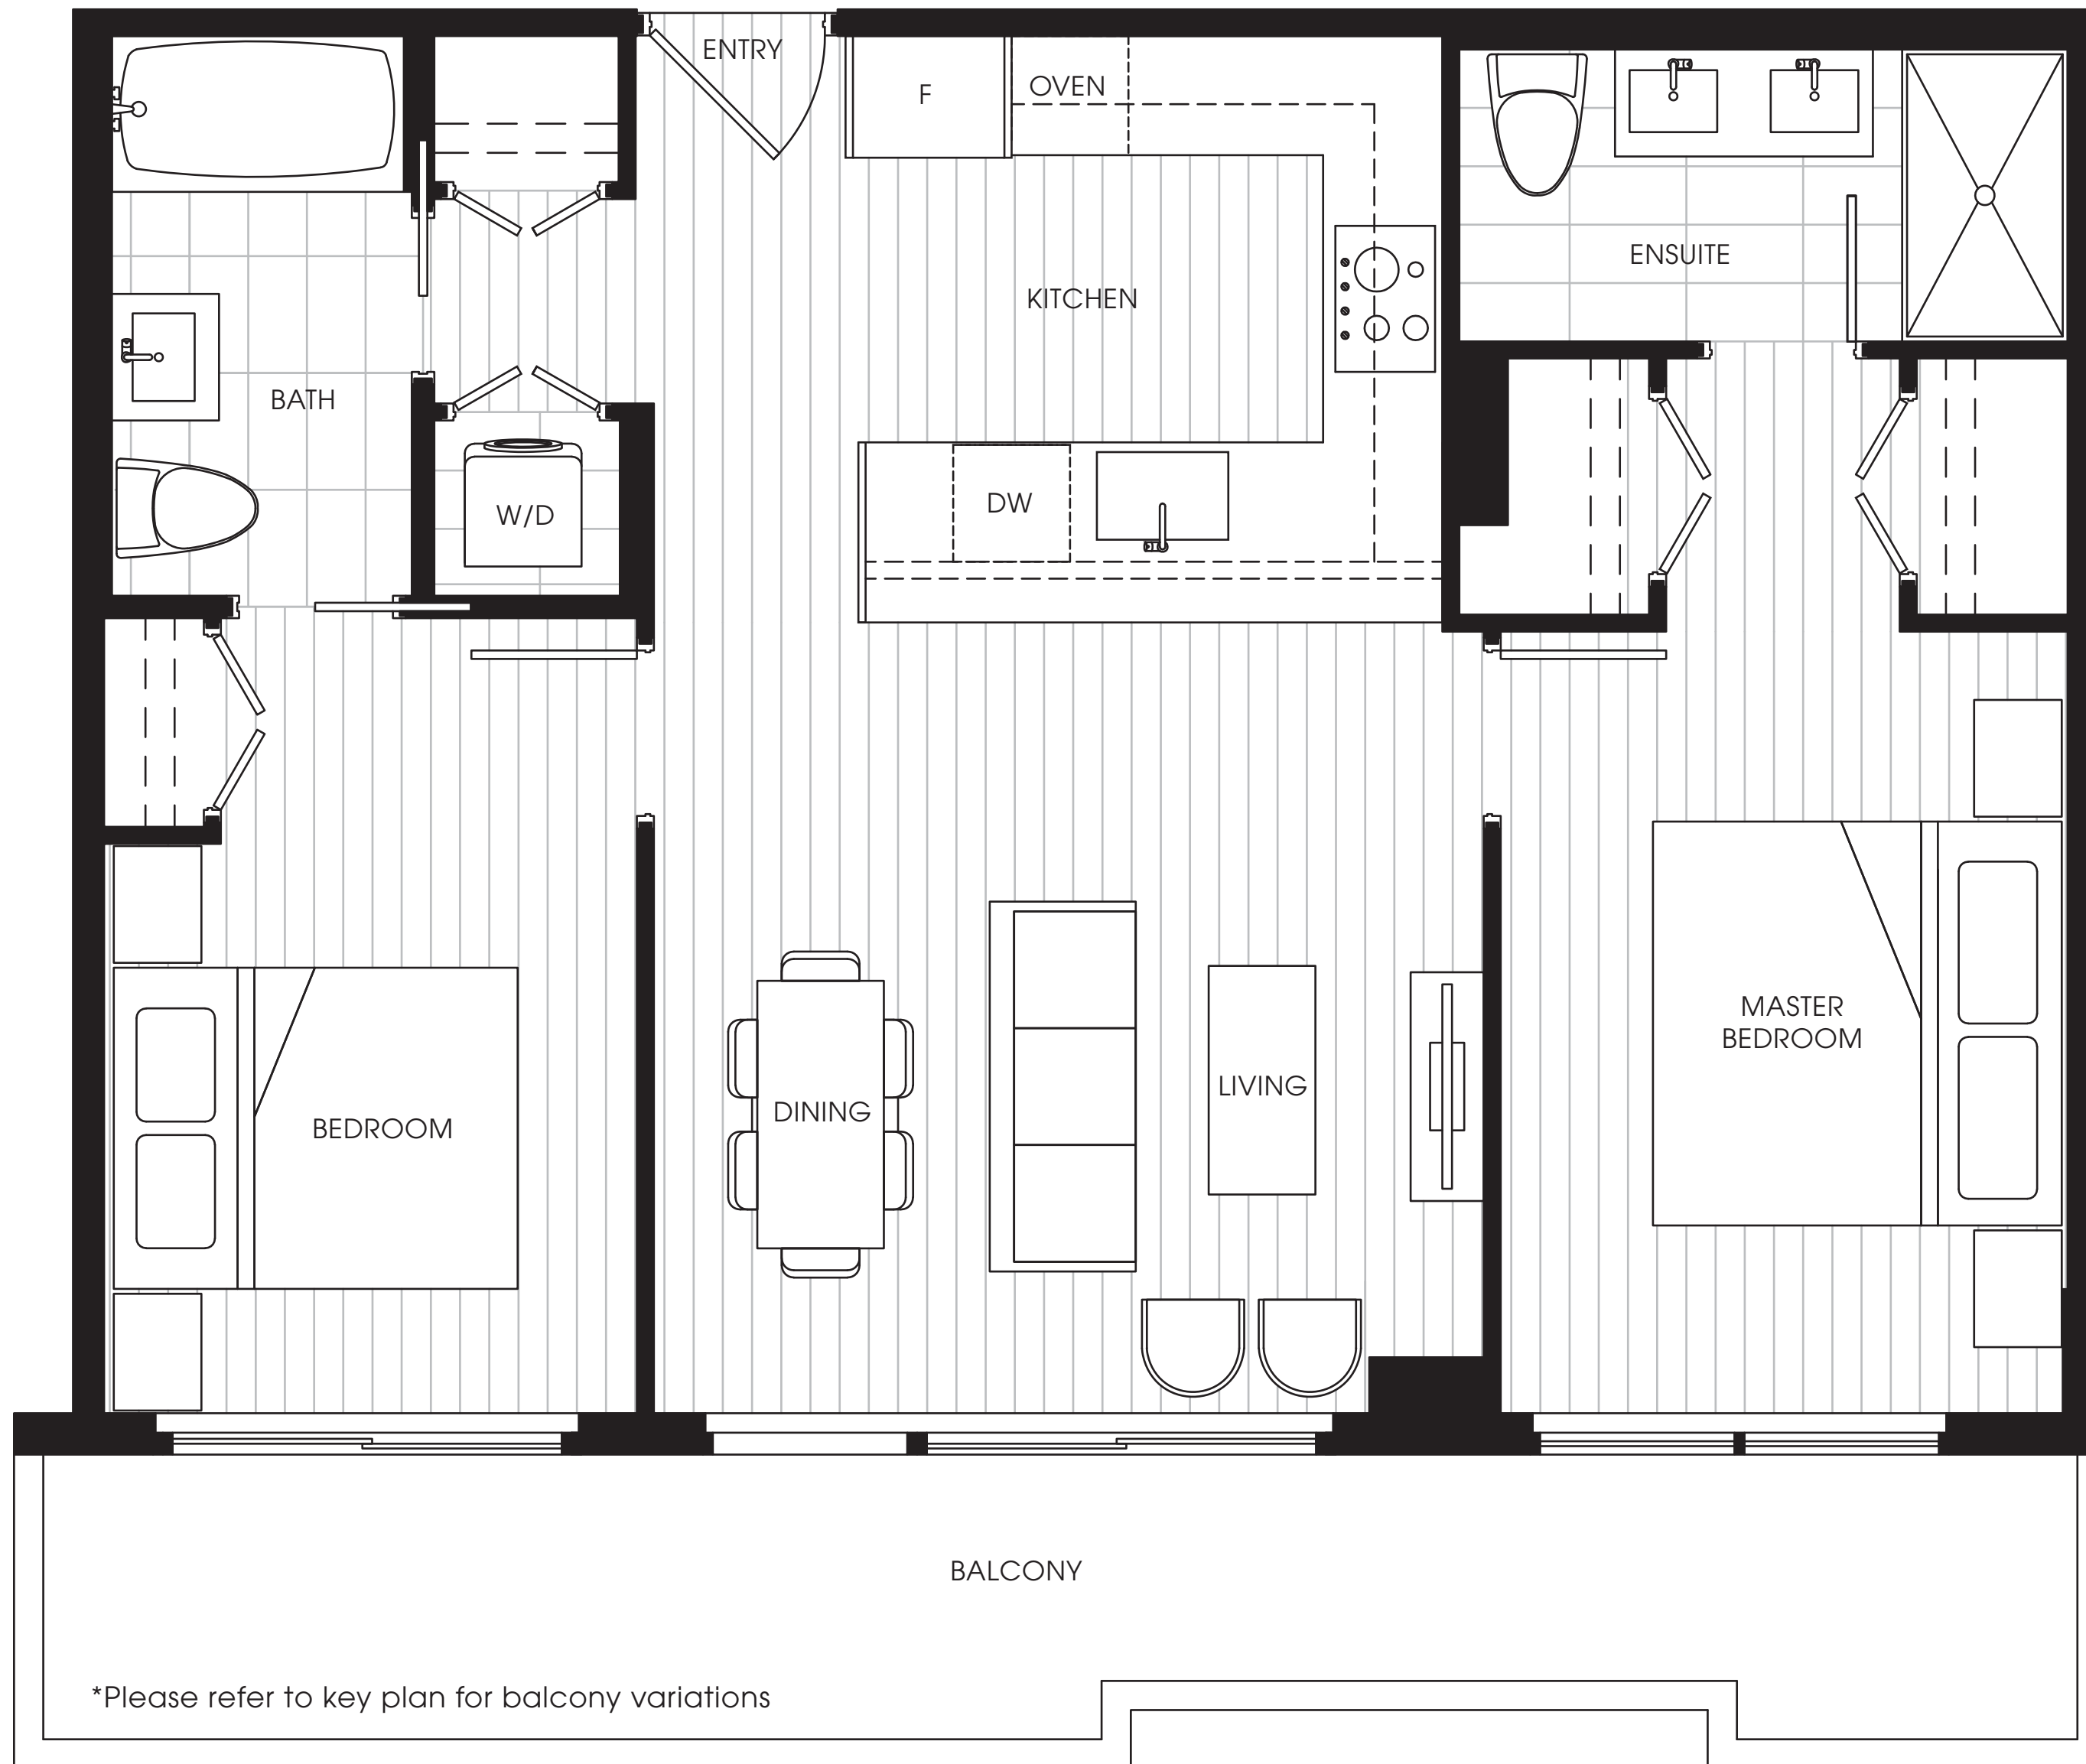 ENTRY
F
OVEN
ENSUITE
KITCHEN
BATH
W/D
DW
MASTER
BEDROOM
LIVING
DINING
BEDROOM
BALCONY
*Please refer to key plan for balcony variations